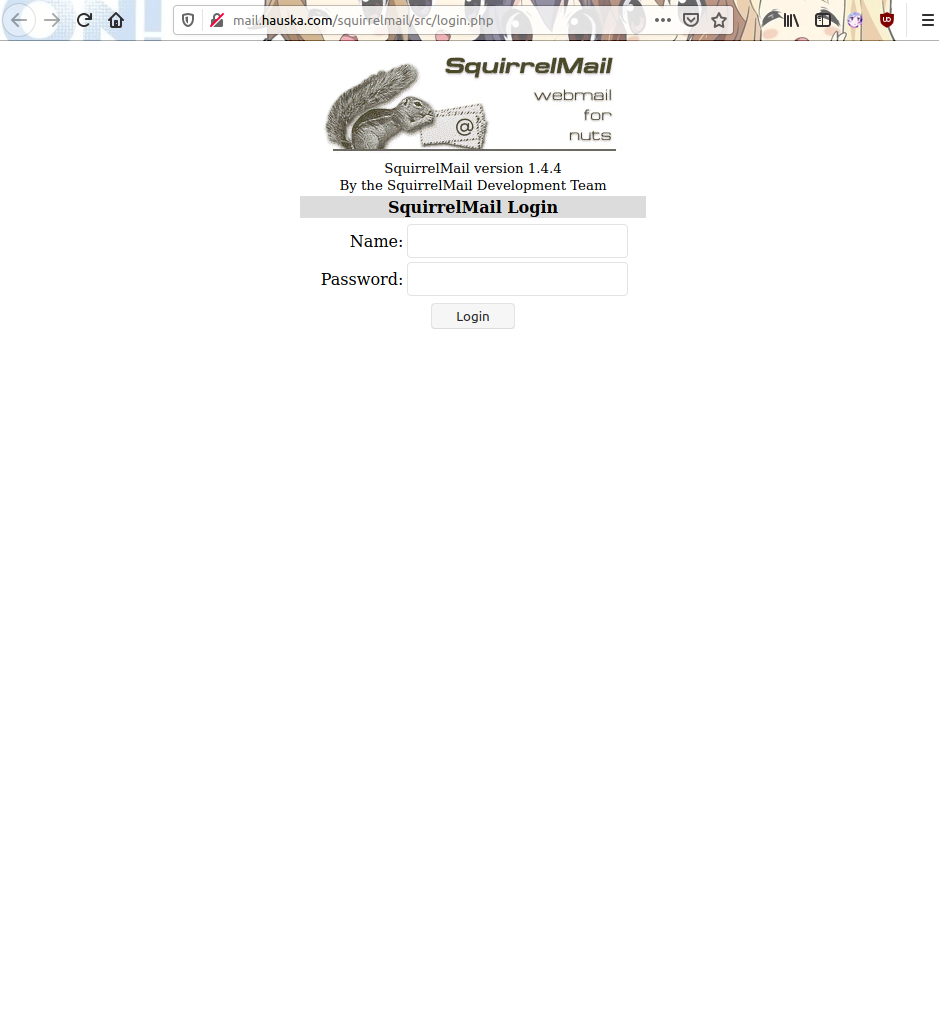 mail.hauska.com/squirrelmail/src/login.php
SquirrelMail
webmail
for
nuts
@
SquirrelMail version 1.4.4
By the SquirrelMail Development Team
SquirrelMail Login
Name:
Password:
Login